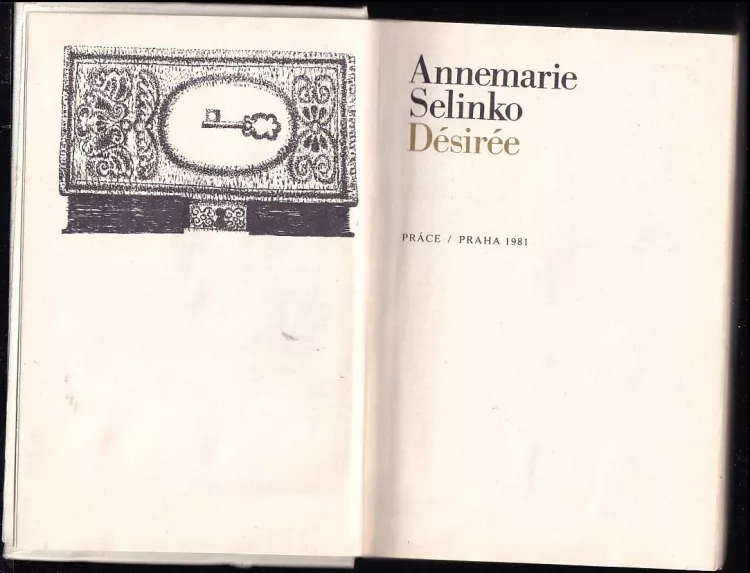 Annemarie
Selinko
Désirée
PRÁCE / PRAHA 1981